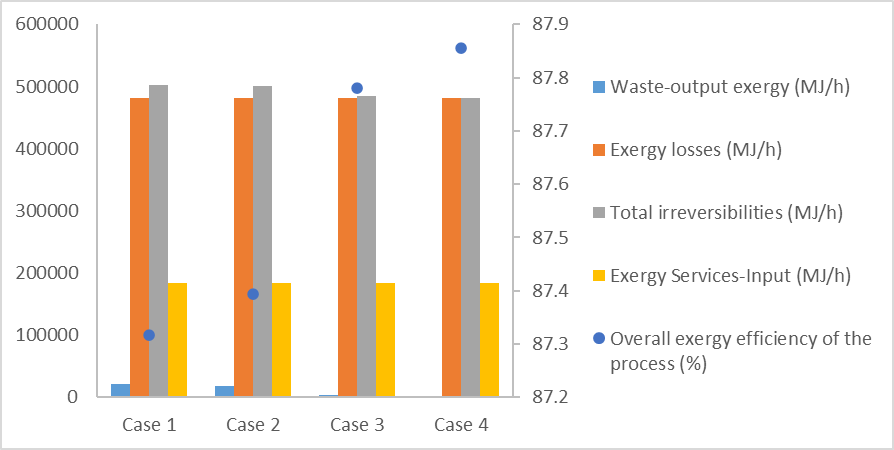 600000
500000
400000
300000
200000
100000
0
87.9
87.8
87.7
87.6
87.5
87.4
87.3
87.2
Case 1
Case 2
Case 3
Case 4
Waste-output exergy (MJ/h)
Exergy losses (MJ/h)
Total irreversibilities (MJ/h)
Exergy Services-Input (MJ/h)
Overall exergy efficiency of the
process (%)